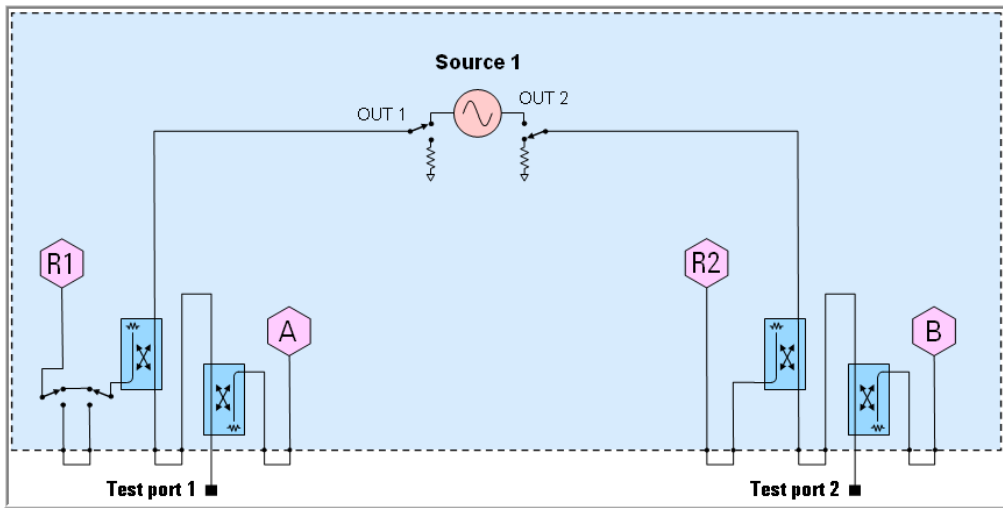 Source 1
OUT 1
OUT 2
R1
R2
A
B
Test port 1
Test port 2